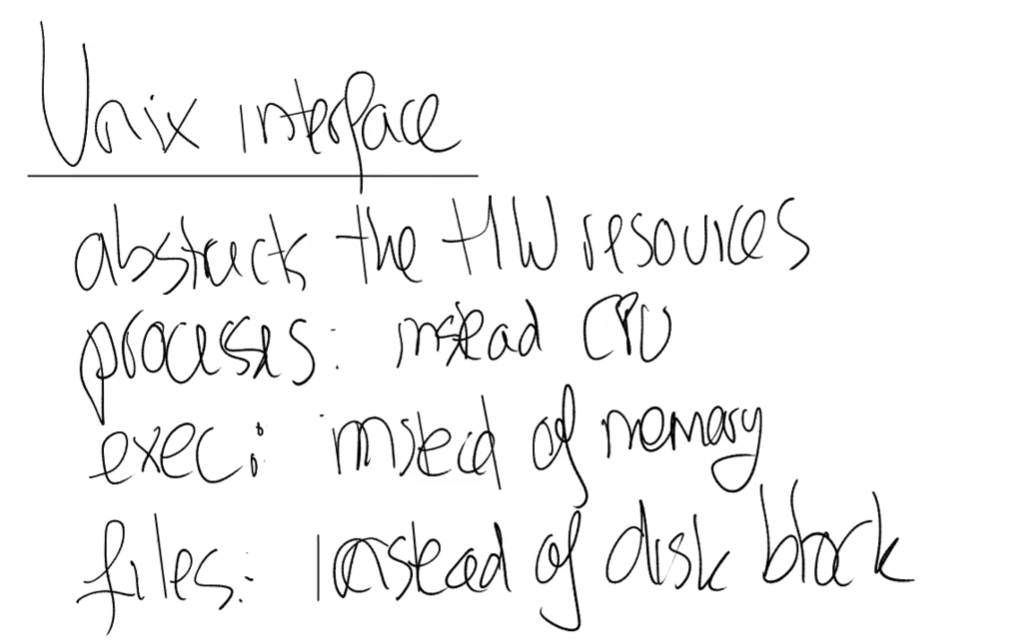 Unix interface
abstracts the HW resources
processes: instead CPU
exec: instead of memory
files: instead of disk block